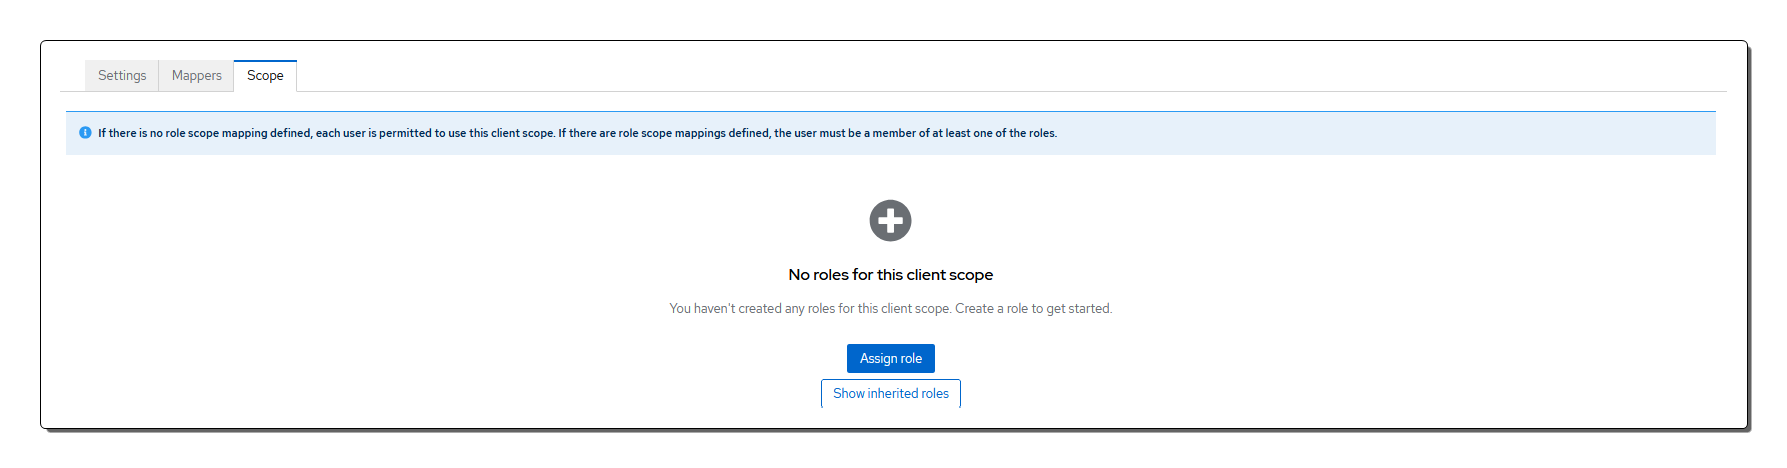 Settings Mappers Scope
If there is no role scope mapping defined, each user is permitted to use this client scope. If there are role scope mappings defined, the user must be a member of at least one of the roles.
No roles for this client scope
You haven't created any roles for this client scope. Create a role to get started.
Assign role
Show inherited roles